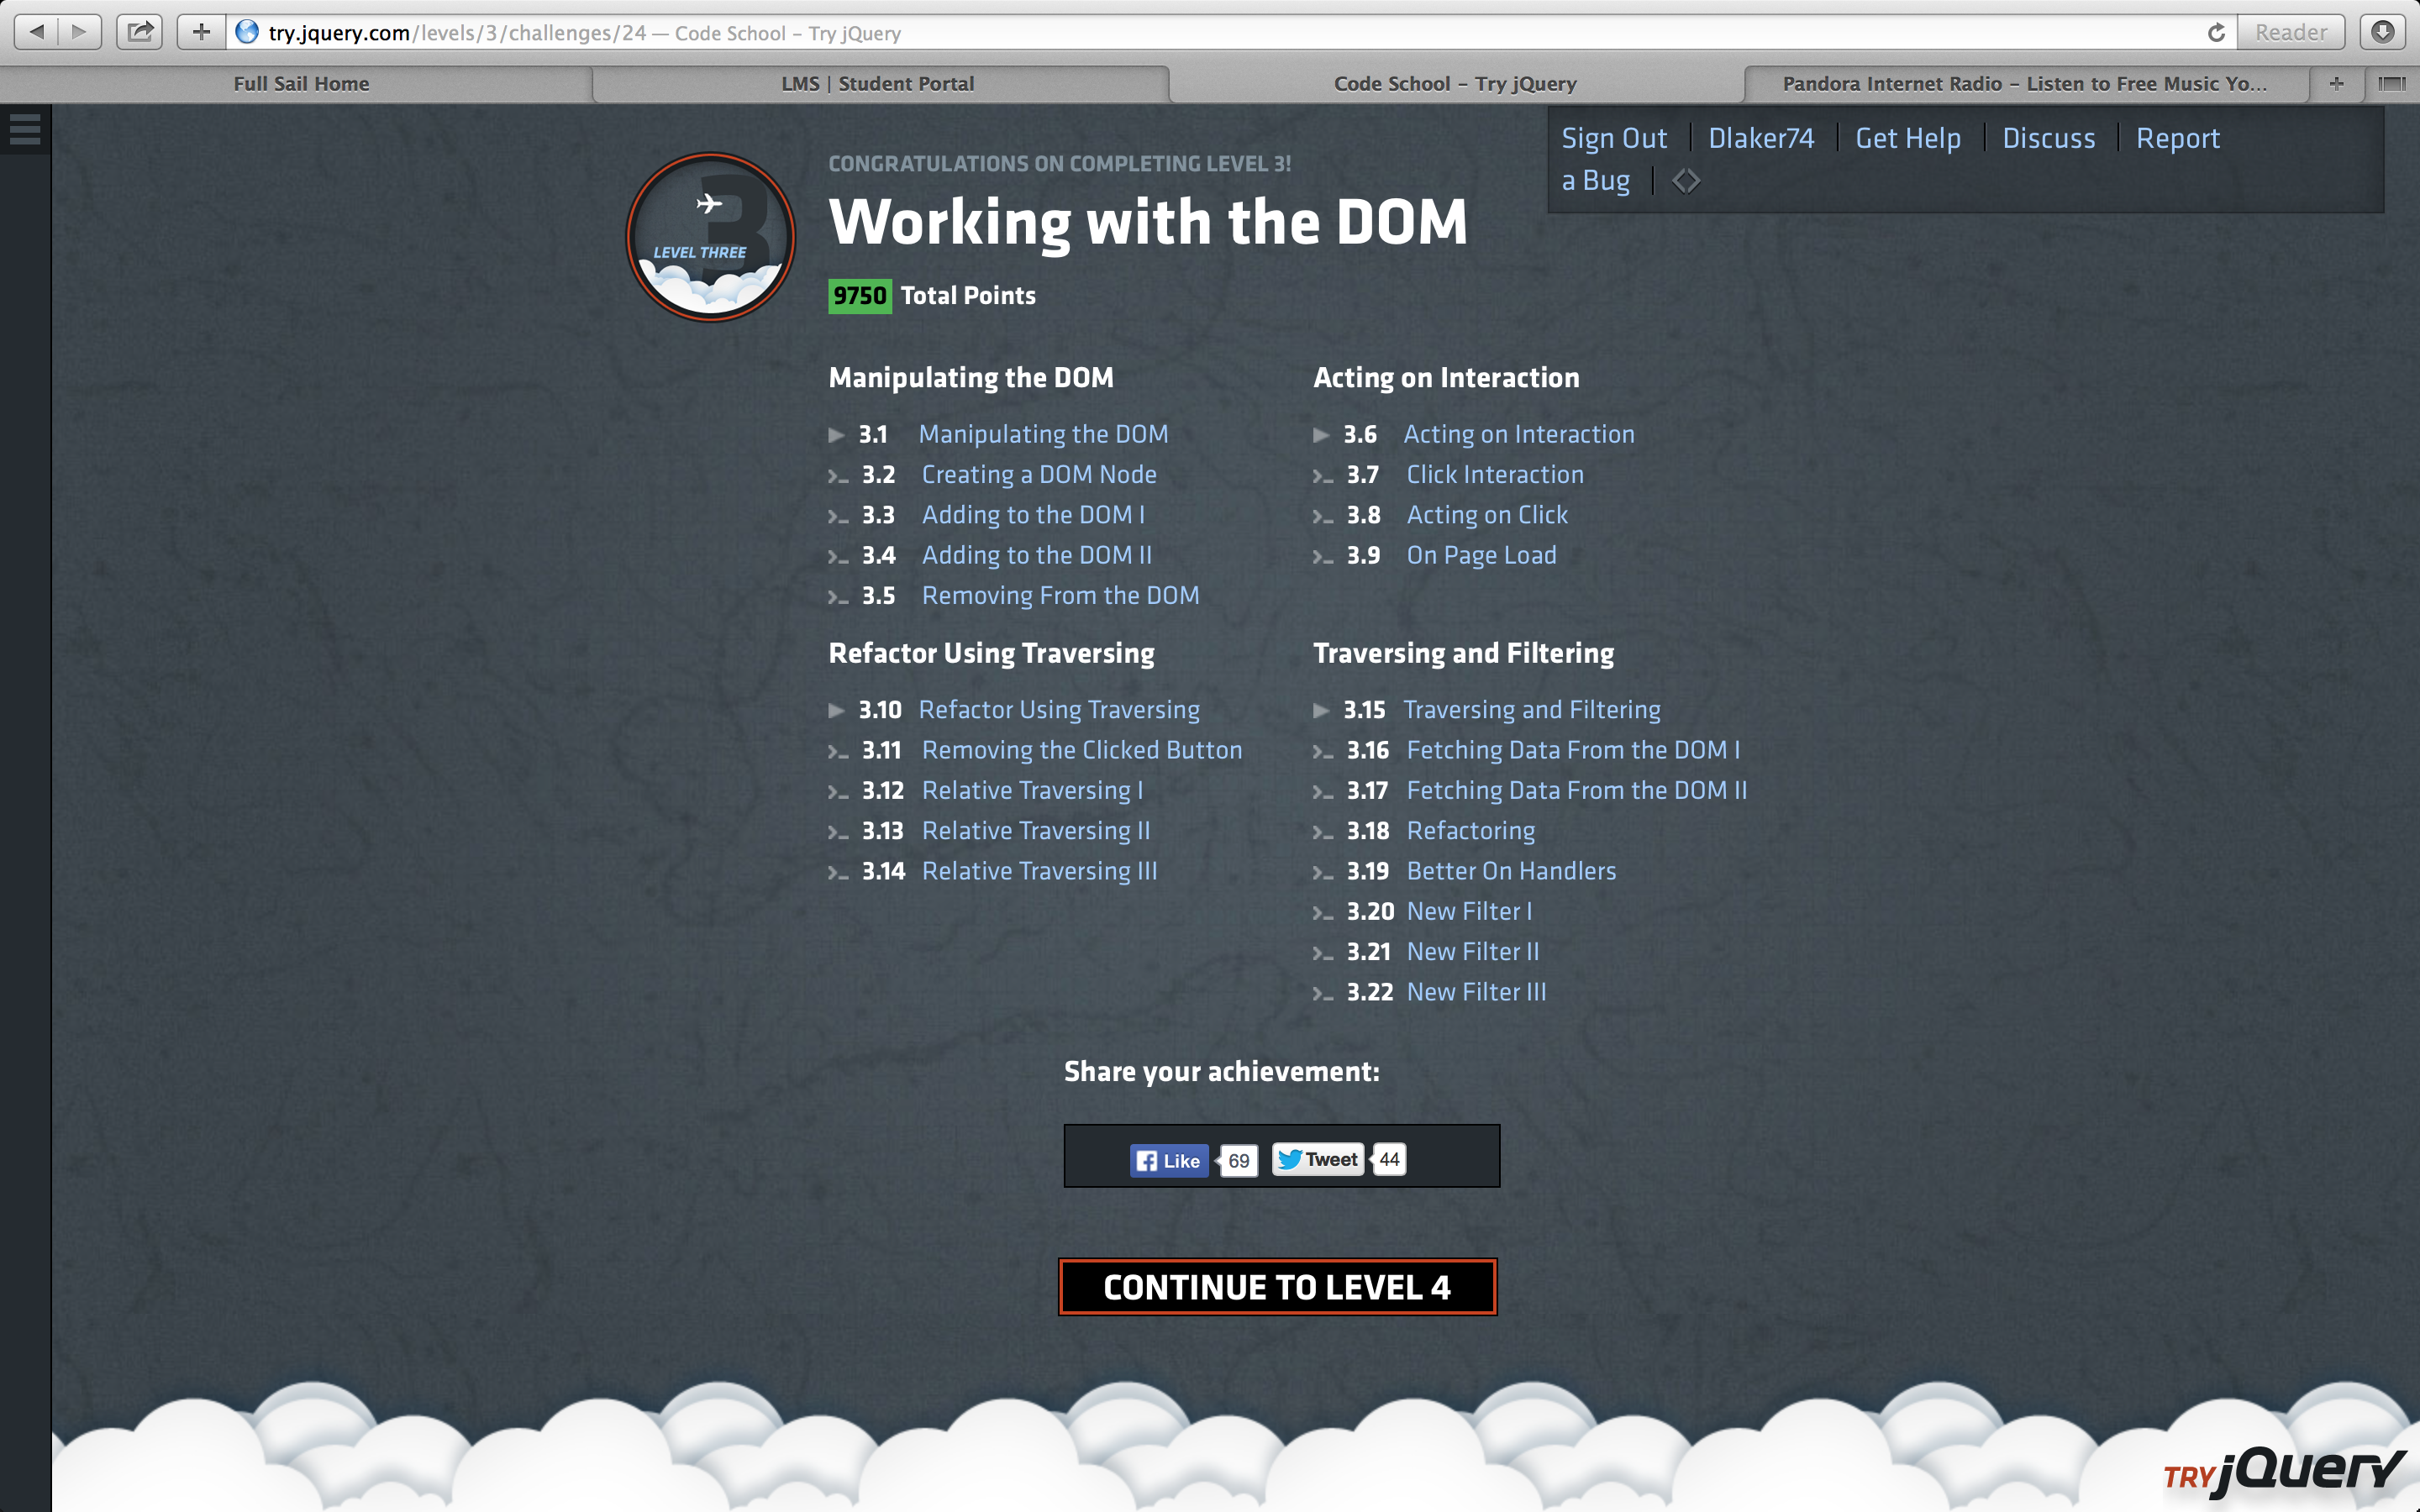 try.jquery.com/levels/3/challenges/24 — Code School – Try jQuery
Reader
Full Sail Home
LMS | Student Portal
Code School – Try jQuery
Pandora Internet Radio – Listen to Free Music Yo...
Sign Out | Dlaker74 | Get Help | Discuss | Report
a Bug | <>
3
LEVEL THREE
CONGRATULATIONS ON COMPLETING LEVEL 3!
Working with the DOM
9750 Total Points
Manipulating the DOM
3.1 Manipulating the DOM
3.2 Creating a DOM Node
3.3 Adding to the DOM I
3.4 Adding to the DOM II
3.5 Removing From the DOM
Acting on Interaction
3.6 Acting on Interaction
3.7 Click Interaction
3.8 Acting on Click
3.9 On Page Load
Refactor Using Traversing
3.10 Refactor Using Traversing
3.11 Removing the Clicked Button
3.12 Relative Traversing I
3.13 Relative Traversing II
3.14 Relative Traversing III
Traversing and Filtering
3.15 Traversing and Filtering
3.16 Fetching Data From the DOM I
3.17 Fetching Data From the DOM II
3.18 Refactoring
3.19 Better On Handlers
3.20 New Filter I
3.21 New Filter II
3.22 New Filter III
Share your achievement:
Like 69 Tweet 44
CONTINUE TO LEVEL 4
TRY jQuery